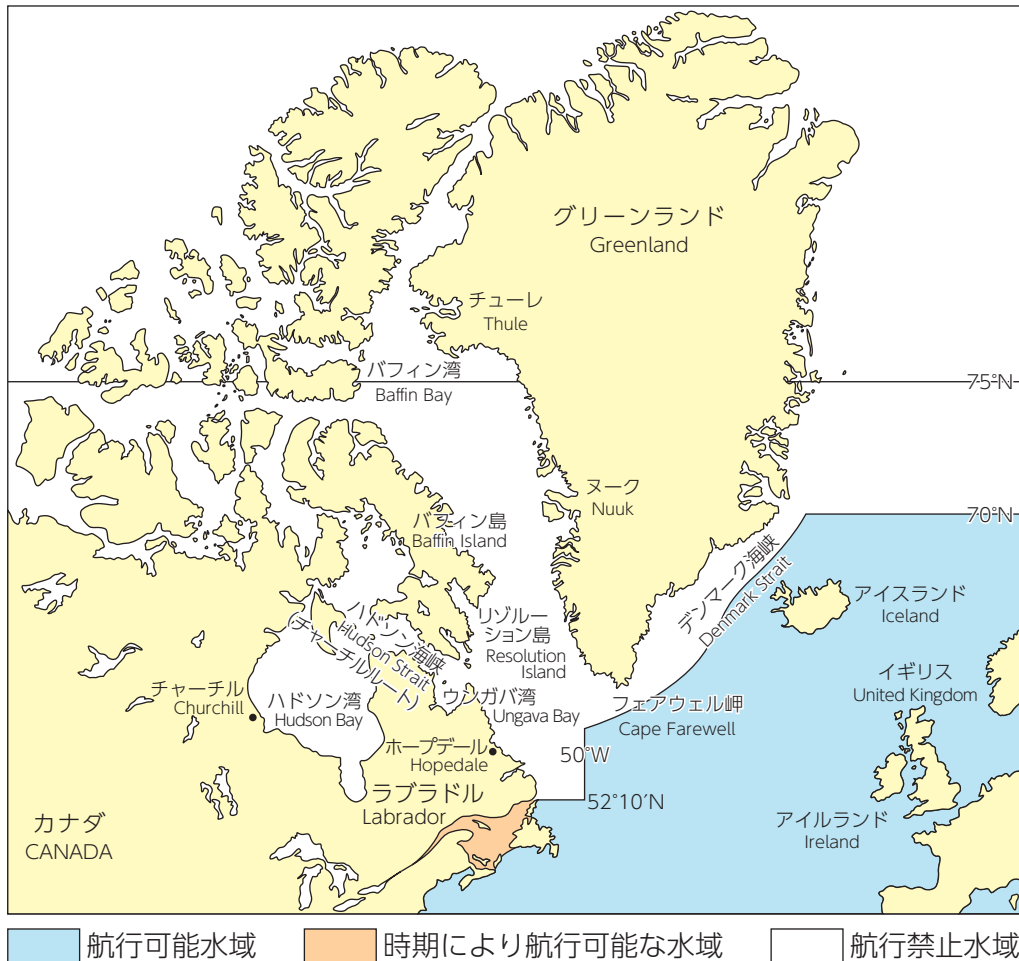 グリーンランド
Greenland
チューレ
Thule
バフィン湾
Baffin Bay
75°N
ヌーク
Nuuk
70°N
バフィン島
Baffin Island
デンマーク海峡
Denmark Strait
アイスランド
Iceland
ハドソン海峡
Hudson Strait
(チャーチルルート)
リゾルー
ション島
Resolution
Island
イギリス
United Kingdom
チャーチル
Churchill
ハドソン湾
Hudson Bay
ウンガバ湾
Ungava Bay
フェアウェル岬
Cape Farewell
ホープデール
Hopedale
50°W
ラブラドル
Labrador
52°10′N
カナダ
CANADA
アイルランド
Ireland
航行可能水域
時期により航行可能な水域
航行禁止水域